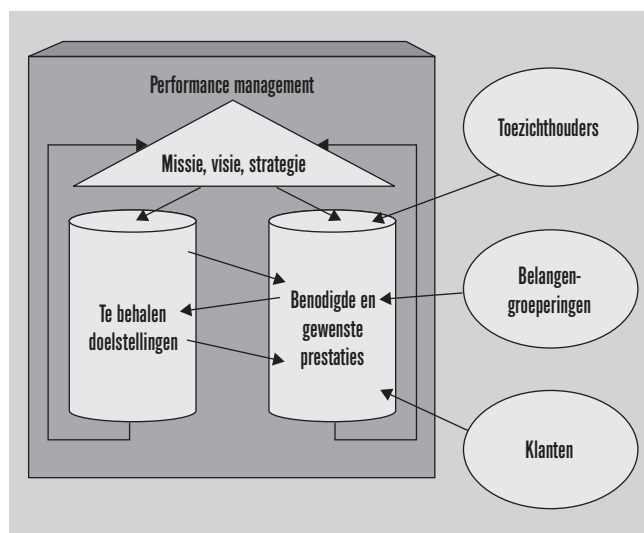 Performance management
Missie, visie, strategie
Te behalen
doelstellingen
Benodigde en
gewenste
prestaties
Toezichthouders
Belangen-
groeperingen
Klanten